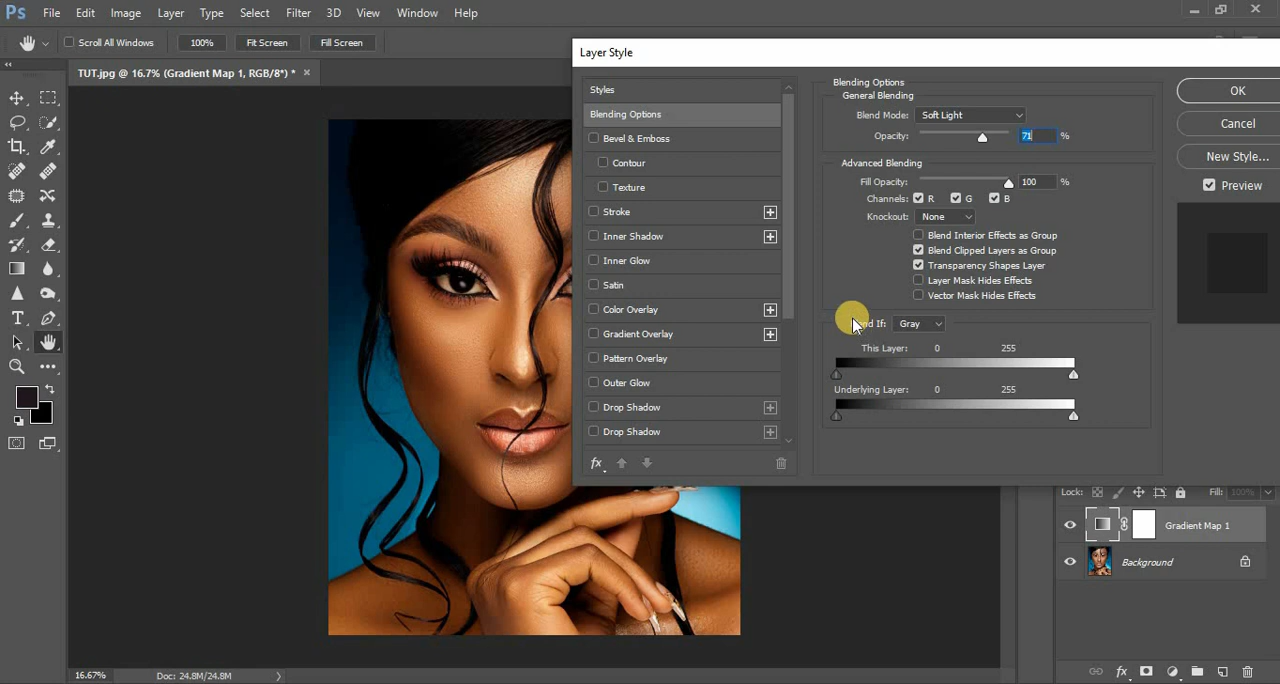 Ps File Edit Image Layer Type Select Filter 3D View Window Help
Scroll All Windows 100% Fit Screen Fill Screen
TUT.jpg @ 16.7% (Gradient Map 1, RGB/8*) * ×
Layer Style
Styles
Blending Options
Bevel & Emboss
Contour
Texture
Stroke
Inner Shadow
Inner Glow
Satin
Color Overlay
Gradient Overlay
Pattern Overlay
Outer Glow
Drop Shadow
Drop Shadow
fx
Blending Options
General Blending
Blend Mode: Soft Light
Opacity: 71 %
Advanced Blending
Fill Opacity: 100 %
Channels: R G B
Knockout: None
Blend Interior Effects as Group
Blend Clipped Layers as Group
Transparency Shapes Layer
Layer Mask Hides Effects
Vector Mask Hides Effects
If: Gray
This Layer: 0 255
Underlying Layer: 0 255
OK
Cancel
New Style...
Preview
Lock: Fill: 100%
Gradient Map 1
Background
fx
16.67% Doc: 24.8M/24.8M